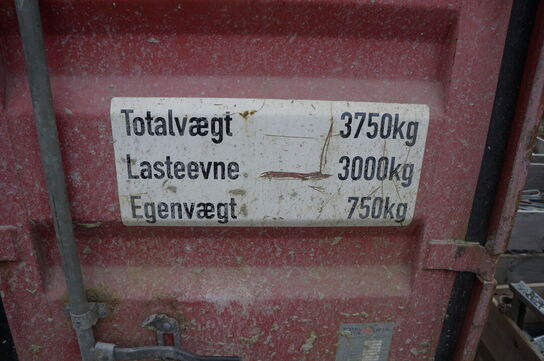 Totalvægt 3750kg
Lasteevne 3000kg
Egenvægt 750kg